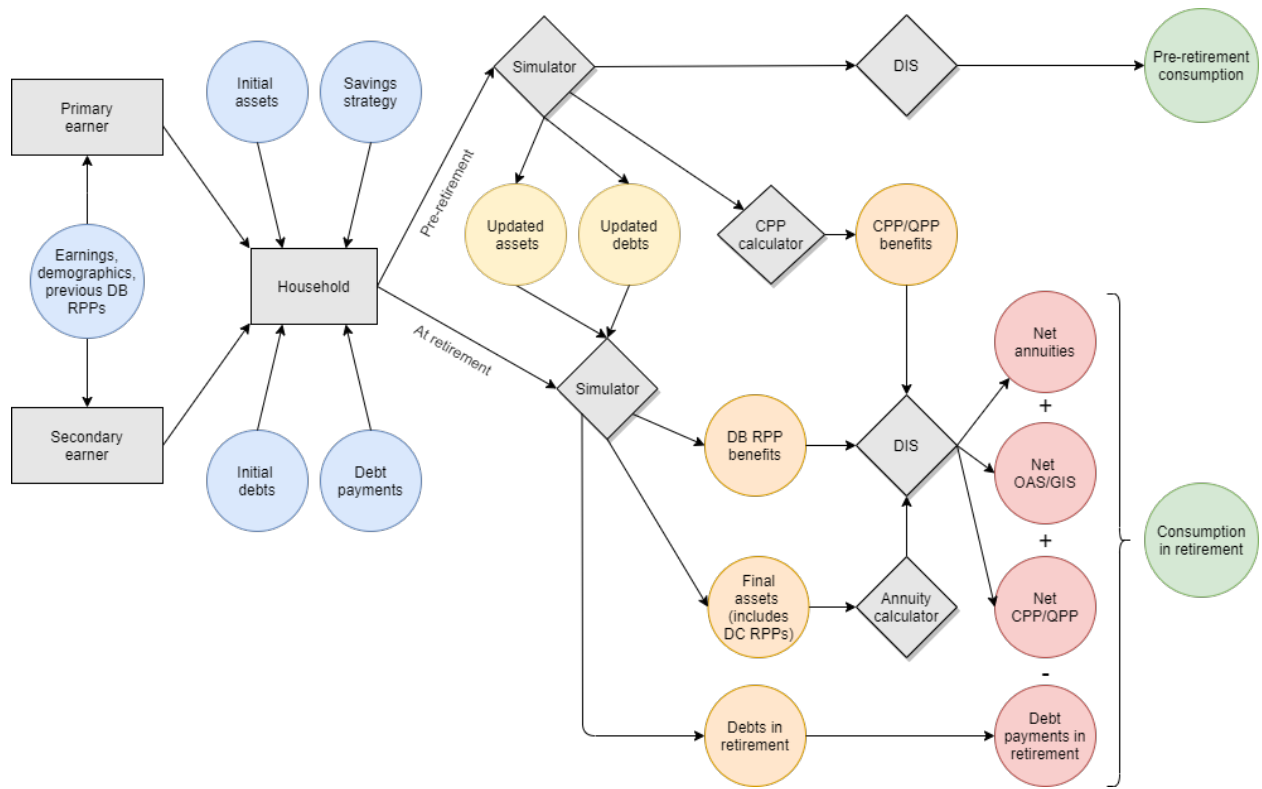 Primary
earner
Earnings,
demographics,
previous DB
RPPs
Secondary
earner
Initial
assets
Savings
strategy
Household
Initial
debts
Debt
payments
Pre-retirement
At retirement
Simulator
DIS
Pre-retirement
consumption
Updated
assets
Updated
debts
CPP
calculator
CPP/QPP
benefits
Simulator
DB RPP
benefits
DIS
Final
assets
(includes
DC RPPs)
Annuity
calculator
Debts in
retirement
Net
annuities
+
Net
OAS/GIS
+
Net
CPP/QPP
-
Debt
payments in
retirement
Consumption
in retirement